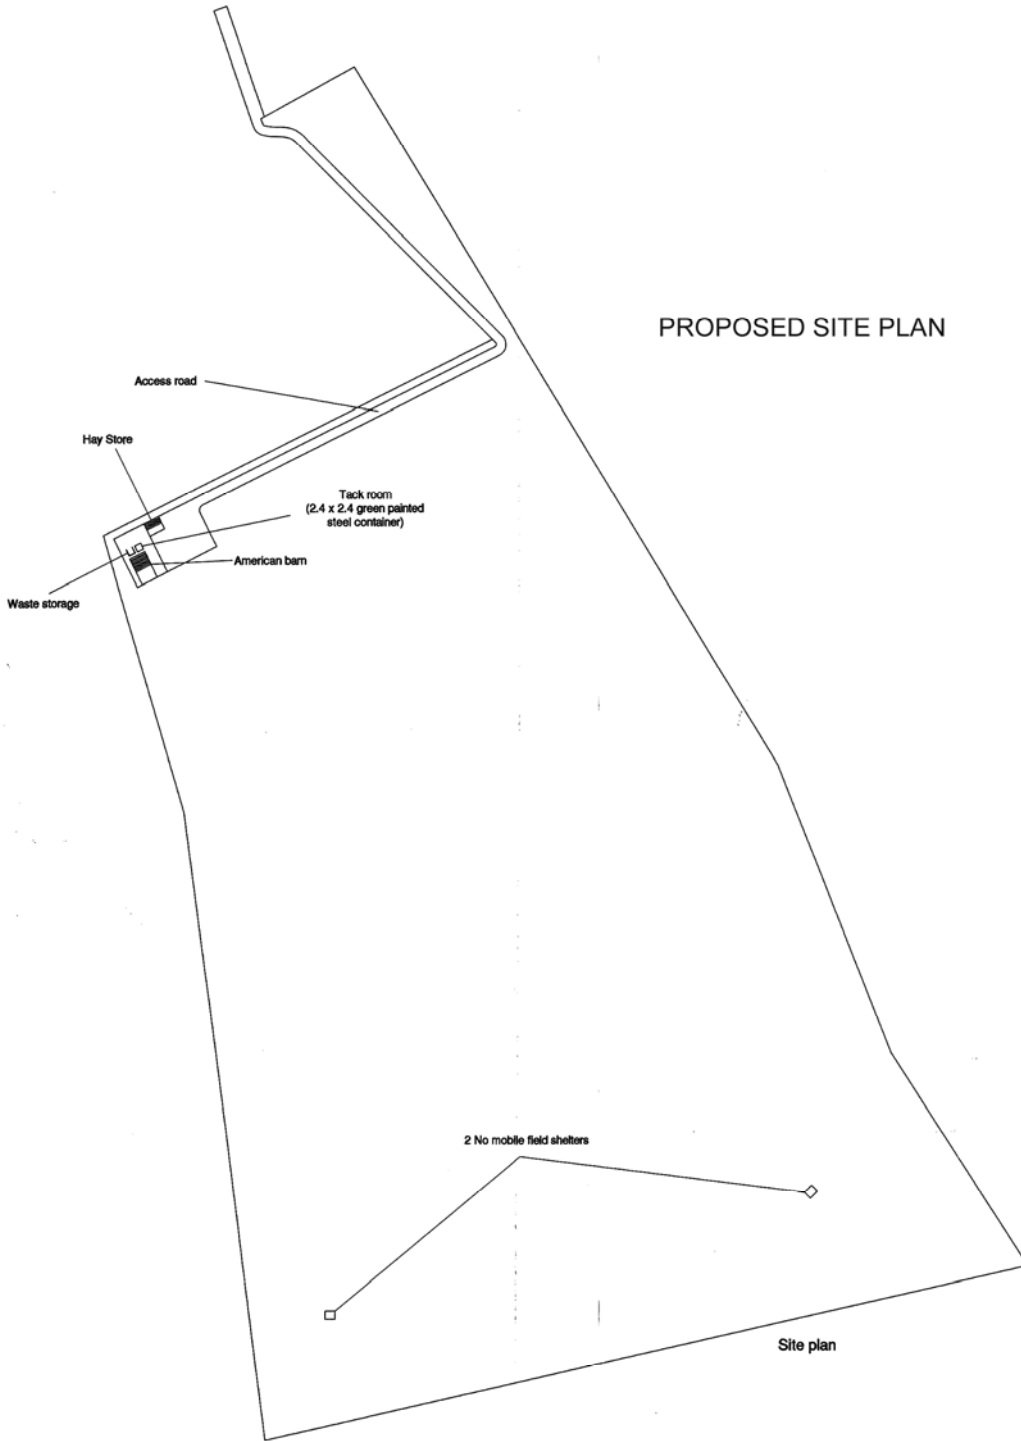 PROPOSED SITE PLAN
Access road
Hay Store
Tack room
(2.4 x 2.4 green painted
steel container)
American barn
Waste storage
2 No mobile field shelters
Site plan